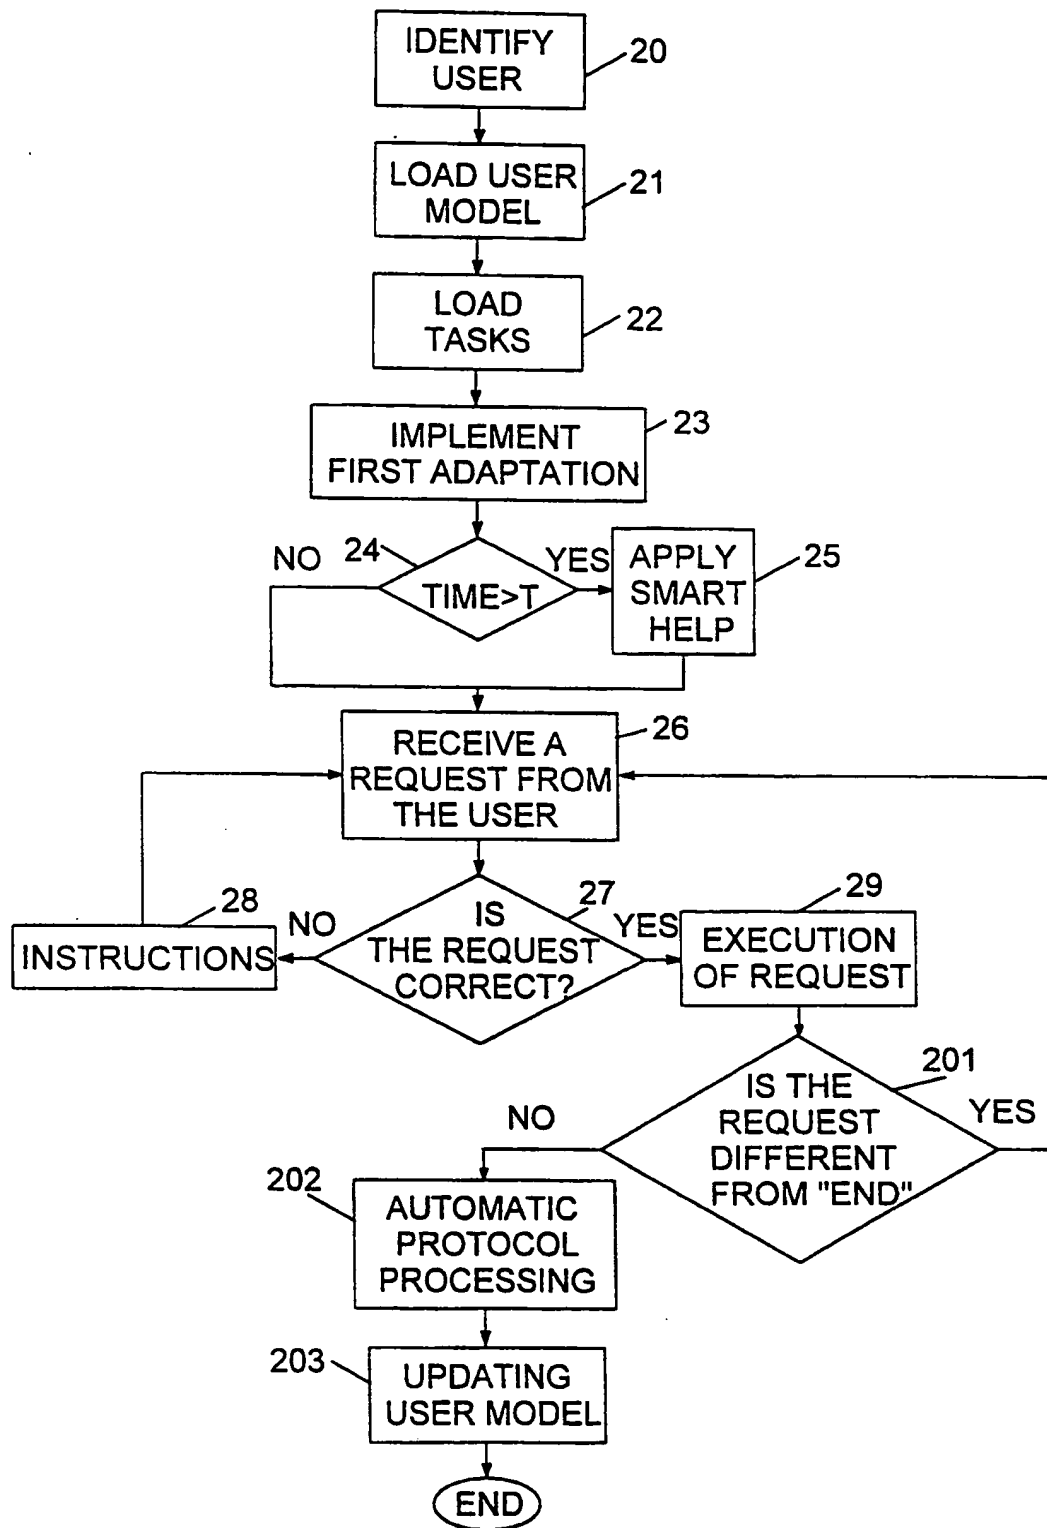 IDENTIFY
USER
20
LOAD USER
MODEL
21
LOAD
TASKS
22
IMPLEMENT
FIRST ADAPTATION
23
NO
24
TIME>T
YES
APPLY
SMART
HELP
25
RECEIVE A
REQUEST FROM
THE USER
26
28
INSTRUCTIONS
NO
IS
THE REQUEST
CORRECT?
27
YES
29
EXECUTION
OF REQUEST
201
IS THE
REQUEST
DIFFERENT
FROM "END"
NO
YES
202
AUTOMATIC
PROTOCOL
PROCESSING
203
UPDATING
USER MODEL
END